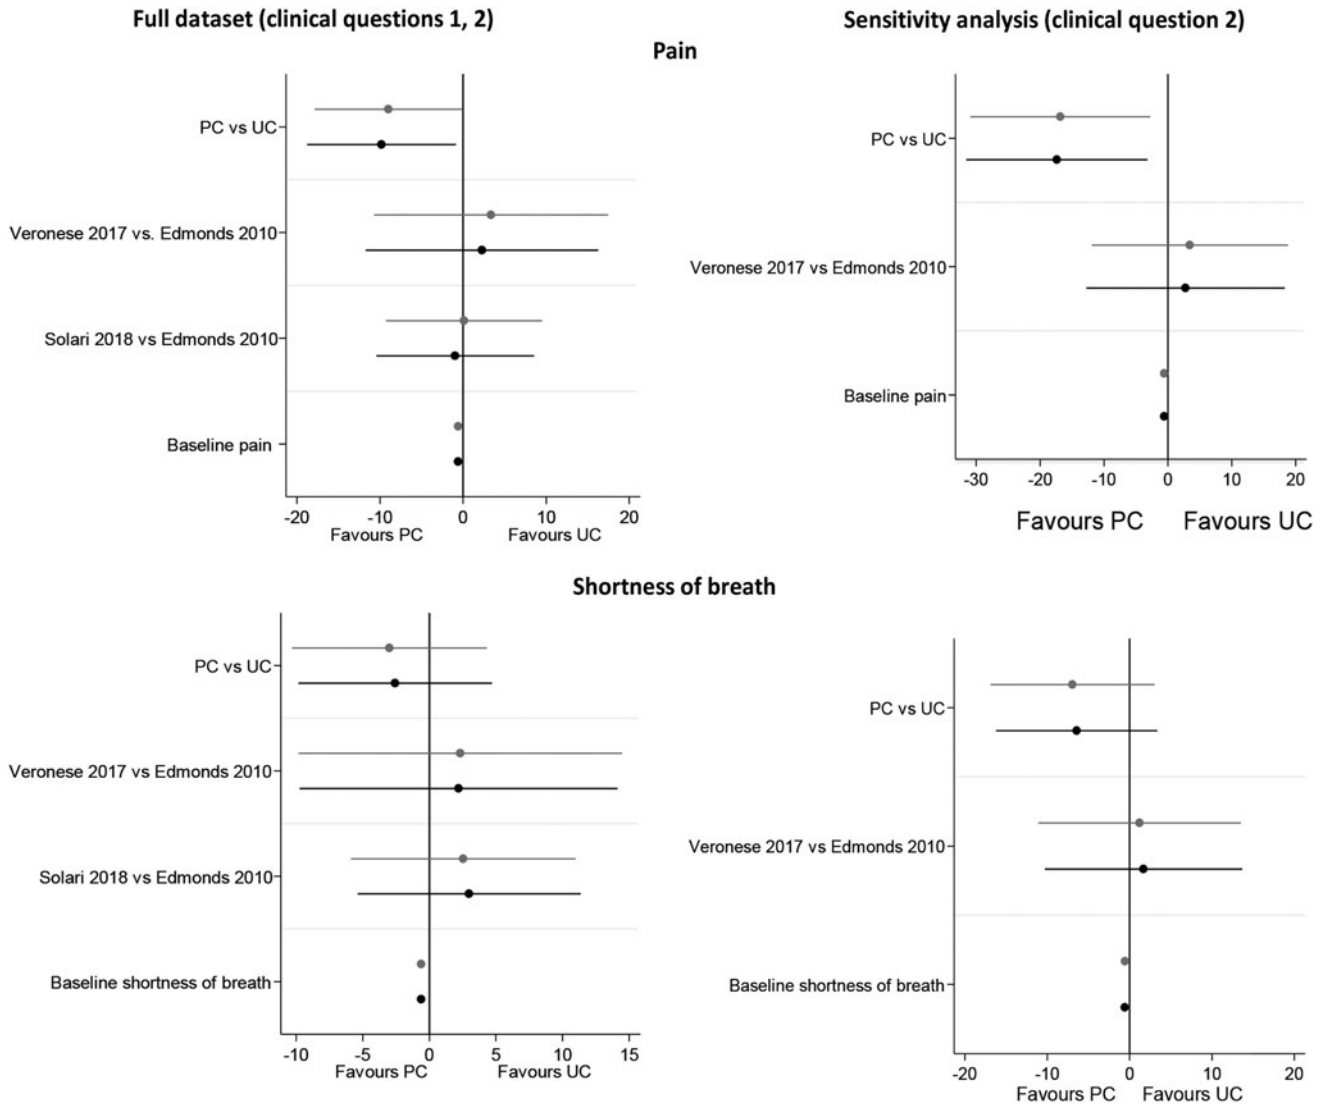 Full dataset (clinical questions 1, 2)
Sensitivity analysis (clinical question 2)
Pain
PC vs UC
Veronese 2017 vs. Edmonds 2010
Solari 2018 vs Edmonds 2010
Baseline pain
-20 -10 0 10 20
Favours PC Favours UC
PC vs UC
Veronese 2017 vs Edmonds 2010
Baseline pain
-30 -20 -10 0 10 20
Favours PC Favours UC
Shortness of breath
PC vs UC
Veronese 2017 vs Edmonds 2010
Solari 2018 vs Edmonds 2010
Baseline shortness of breath
-10 -5 0 5 10 15
Favours PC Favours UC
PC vs UC
Veronese 2017 vs Edmonds 2010
Baseline shortness of breath
-20 -10 0 10 20
Favours PC Favours UC